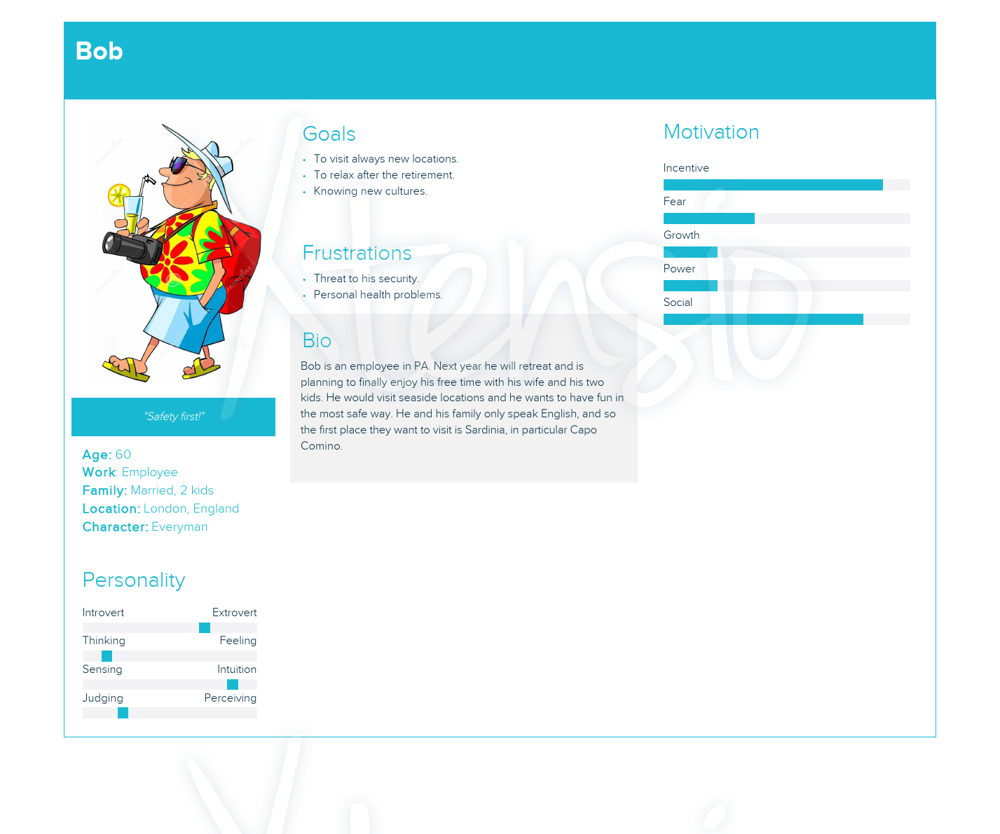 Bob
Goals
To visit always new locations.
To relax after the retirement.
Knowing new cultures.
Frustrations
Threat to his security.
Personal health problems.
Bio
Bob is an employee in PA. Next year he will retreat and is
planning to finally enjoy his free time with his wife and his two
kids. He would visit seaside locations and he wants to have fun in
the most safe way. He and his family only speak English, and so
the first place they want to visit is Sardinia, in particular Capo
Comino.
Motivation
Incentive
Fear
Growth
Power
Social
"Safety first!"
Age: 60
Work: Employee
Family: Married, 2 kids
Location: London, England
Character: Everyman
Personality
Introvert Extrovert
Thinking Feeling
Sensing Intuition
Judging Perceiving
Xtensio